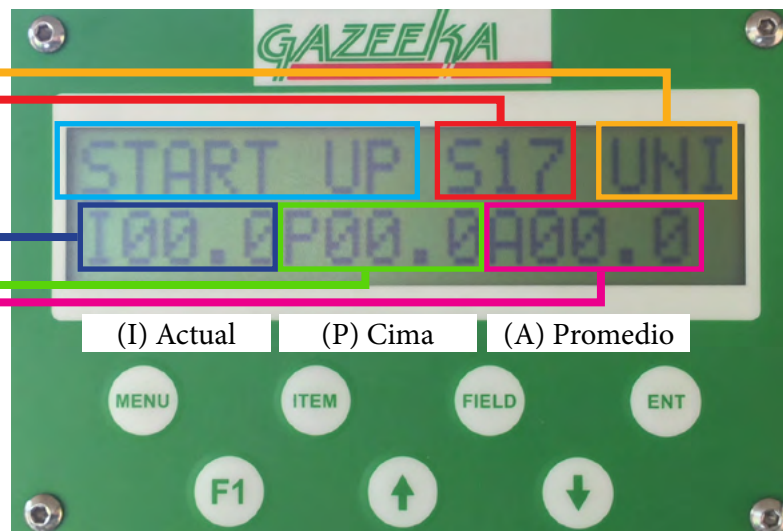 GAZEEKA
START UP S17 UNI
I00.0P00.0A00.0
(I) Actual (P) Cima (A) Promedio
MENU ITEM FIELD ENT
F1